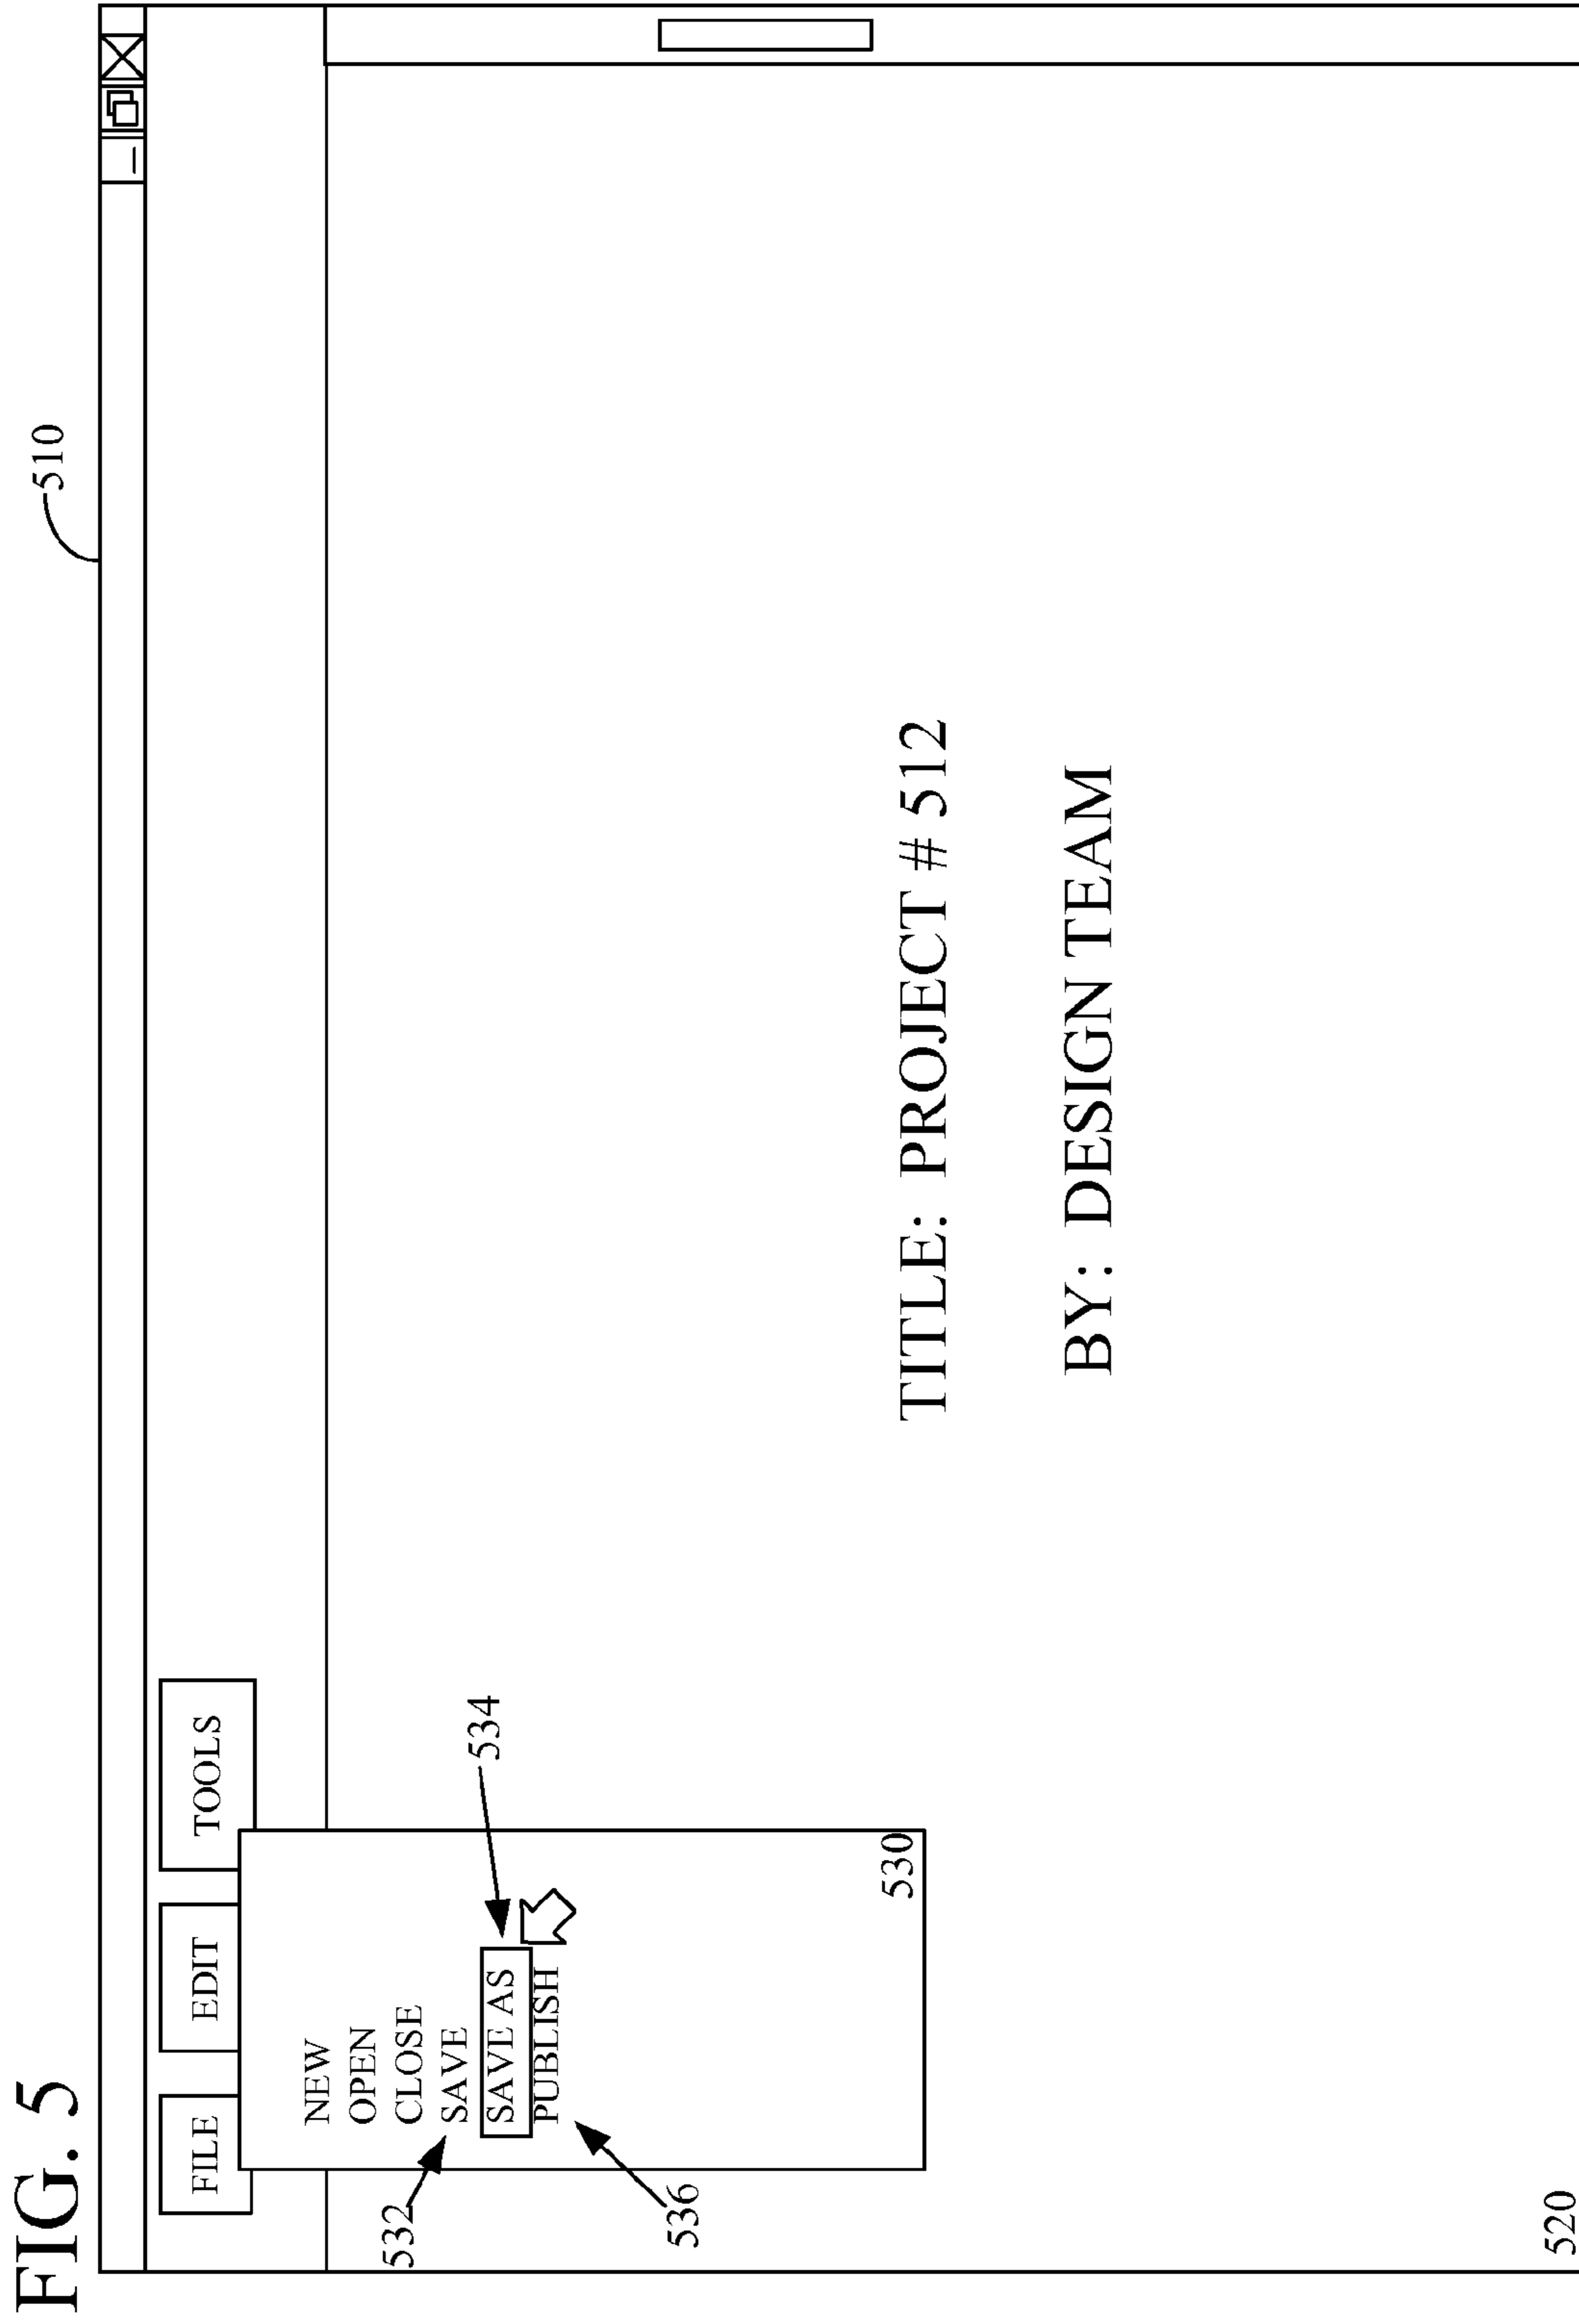 FIG. 5
510
FILE EDIT TOOLS
NEW
OPEN
CLOSE
532
SAVE
534
SAVE AS
PUBLISH
536
530
TITLE: PROJECT # 512
BY: DESIGN TEAM
520